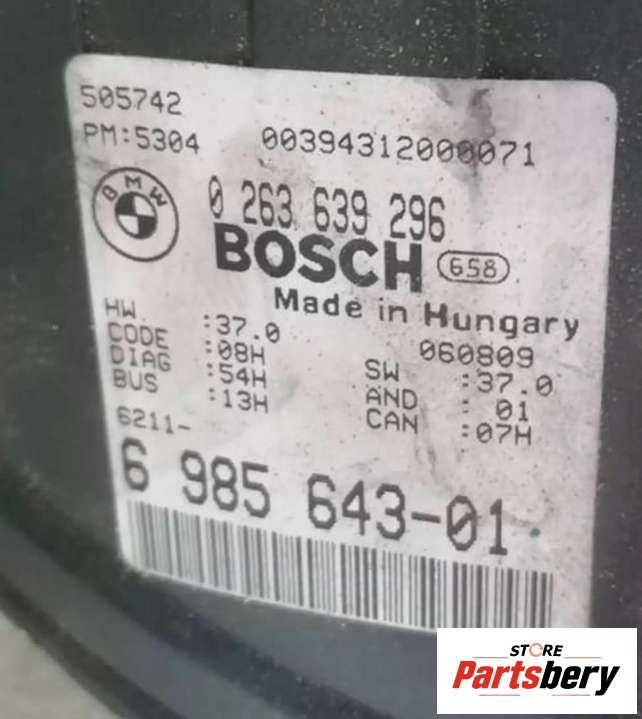 505742
PM:5304 00394312000071
BMW
0 263 639 296
BOSCH 658
Made in Hungary
060809
HW :37.0 SW :37.0
CODE :08H AND : 01
DIAG :54H CAN :07H
BUS :13H
6211-
6 985 643-01
STORE
Partsbery